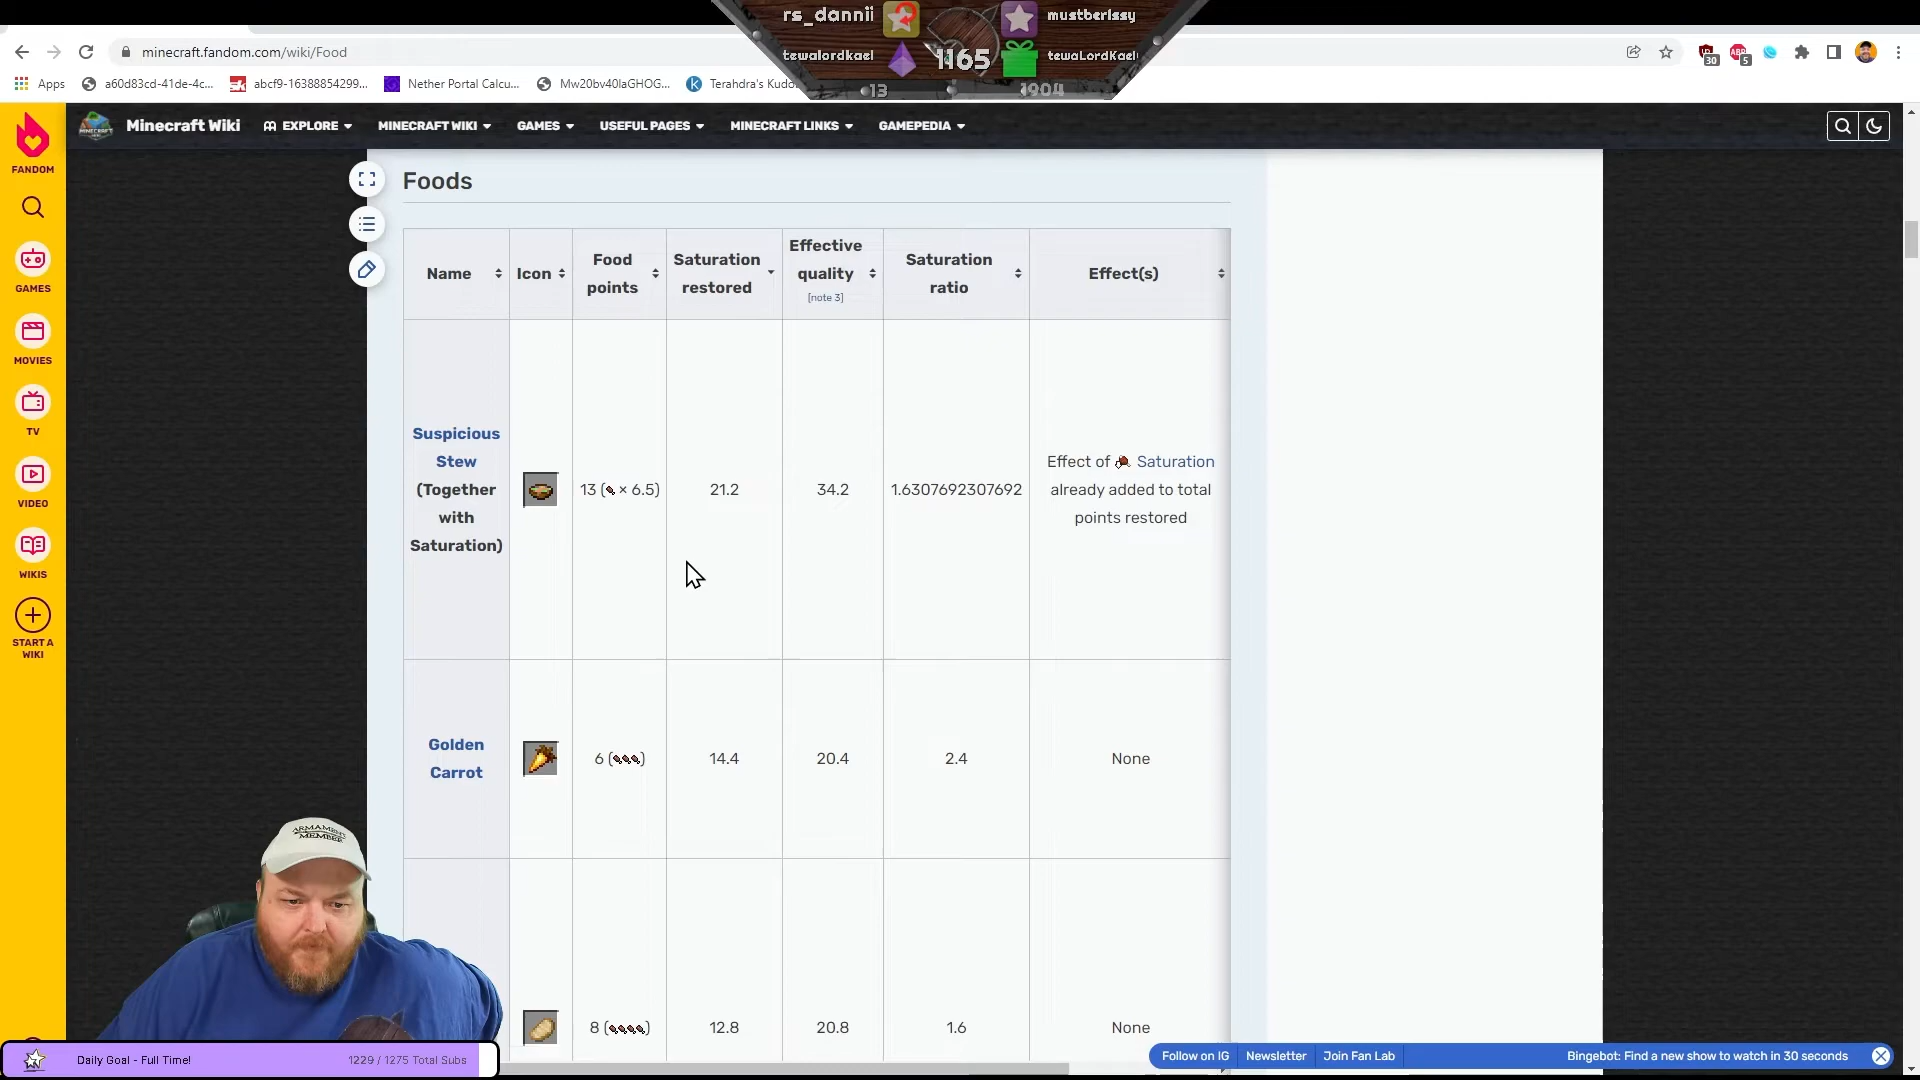 rs_dannii
mustberissy
tewalordkael
1165
tewaLordKael
13
1904
minecraft.fandom.com/wiki/Food
30
5
Apps
a60d83cd-41de-4c...
abcf9-16388854299...
Nether Portal Calcu...
Mw20bv40laGHOG...
Terahdra's Kudo
Minecraft Wiki
EXPLORE
MINECRAFT WIKI
GAMES
USEFUL PAGES
MINECRAFT LINKS
GAMEPEDIA
FANDOM
GAMES
MOVIES
TV
VIDEO
WIKIS
START A
WIKI
Foods
Name
Icon
Food
points
Saturation
restored
Effective
quality
[note 3]
Saturation
ratio
Effect(s)
Suspicious
Stew
(Together
with
Saturation)
13 ( × 6.5)
21.2
34.2
1.6307692307692
Effect of Saturation
already added to total
points restored
Golden
Carrot
6 ( )
14.4
20.4
2.4
None
8 ( )
12.8
20.8
1.6
None
ARMAMENT
MEMBER
Daily Goal - Full Time!
1229 / 1275 Total Subs
Follow on IG
Newsletter
Join Fan Lab
Bingebot: Find a new show to watch in 30 seconds